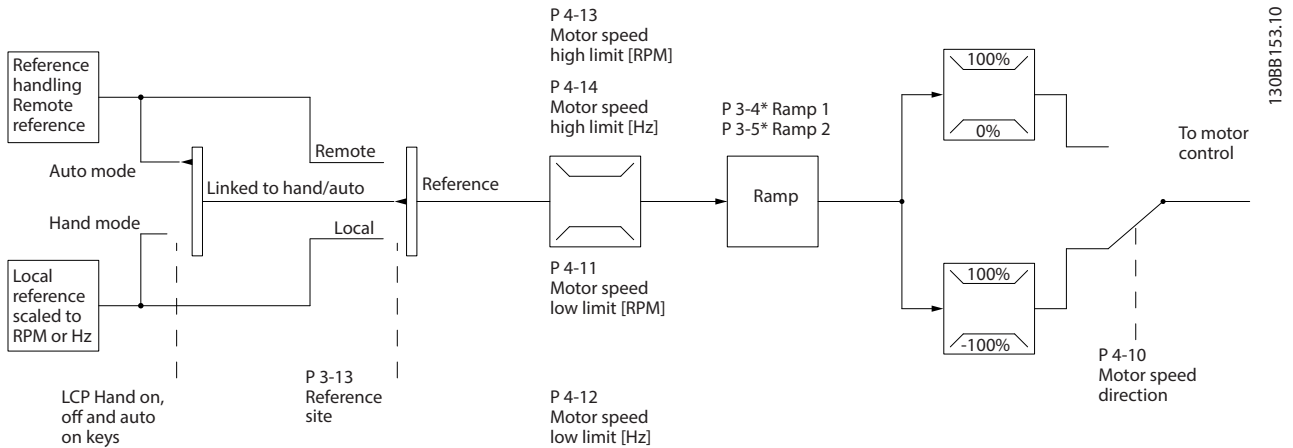 P 4-13
Motor speed
high limit [RPM]
P 4-14
Motor speed
high limit [Hz]
Reference
handling
Remote
reference
Auto mode
Hand mode
Linked to hand/auto
Local
reference
scaled to
RPM or Hz
LCP Hand on,
off and auto
on keys
Remote
Local
Reference
P 3-13
Reference
site
P 4-11
Motor speed
low limit [RPM]
P 4-12
Motor speed
low limit [Hz]
P 3-4* Ramp 1
P 3-5* Ramp 2
Ramp
100%
0%
100%
-100%
To motor
control
P 4-10
Motor speed
direction
130BB153.10